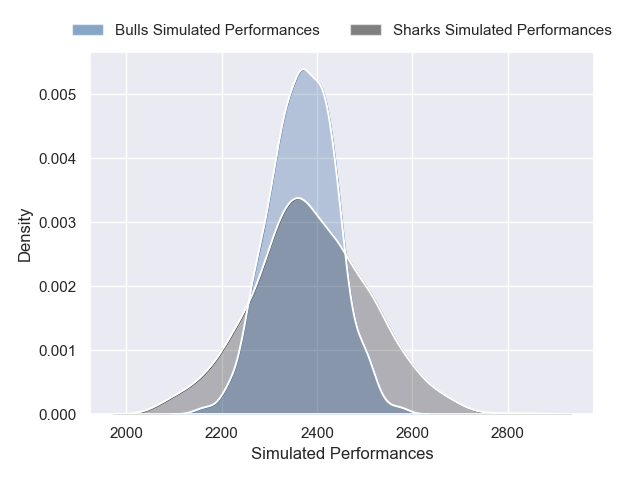 Bulls Simulated Performances Sharks Simulated Performances
0.005
0.004
0.003
0.002
0.001
0.000
Density
2000 2200 2400 2600 2800
Simulated Performances